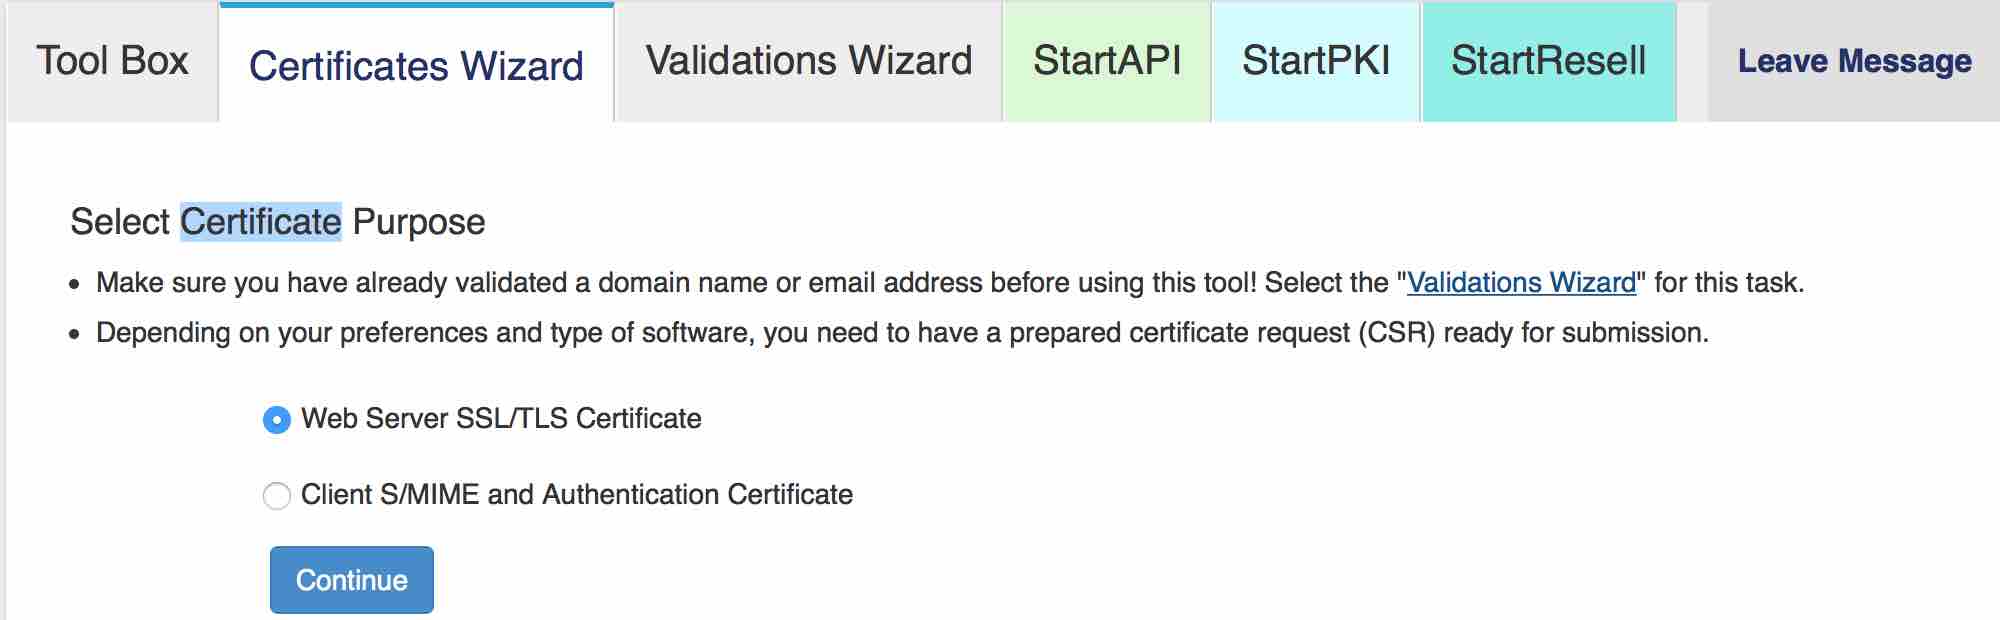 Tool Box Certificates Wizard Validations Wizard StartAPI StartPKI StartResell Leave Message
Select Certificate Purpose
Make sure you have already validated a domain name or email address before using this tool! Select the "Validations Wizard" for this task.
Depending on your preferences and type of software, you need to have a prepared certificate request (CSR) ready for submission.
Web Server SSL/TLS Certificate
Client S/MIME and Authentication Certificate
Continue